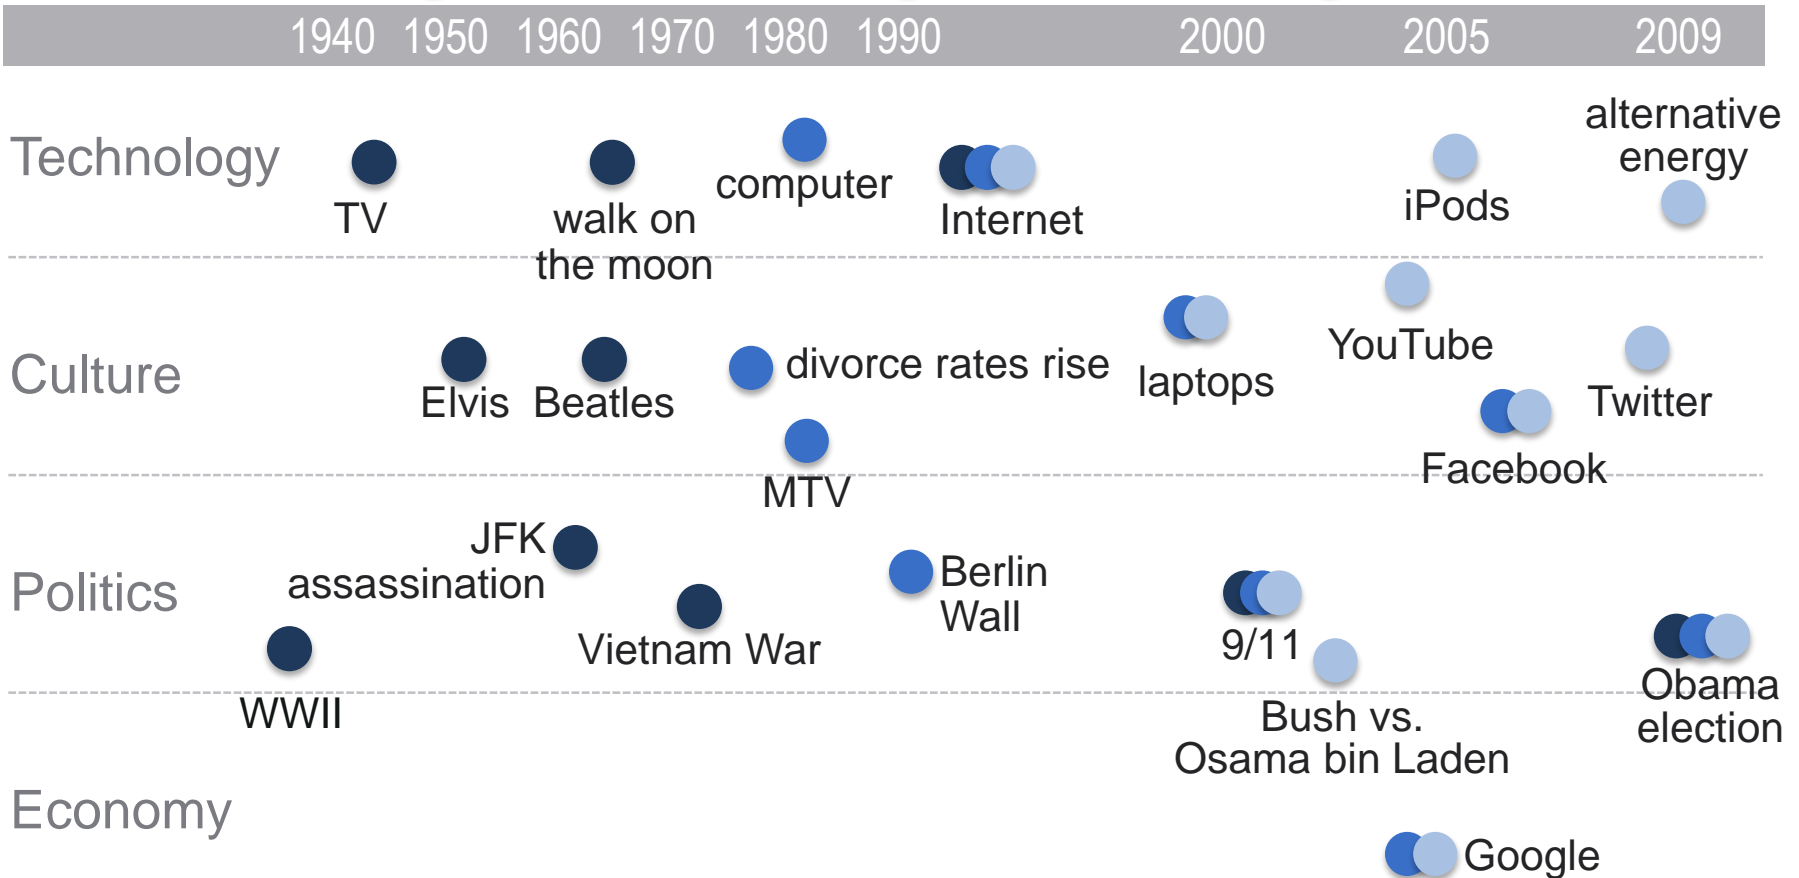 1940 1950 1960 1970 1980 1990 2000 2005 2009
Technology
TV
walk on
the moon
computer
Internet
iPods
alternative
energy
Culture
Elvis
Beatles
divorce rates rise
MTV
laptops
YouTube
Facebook
Twitter
Politics
WWII
JFK
assassination
Vietnam War
Berlin
Wall
9/11
Bush vs.
Osama bin Laden
Obama
election
Economy
Google